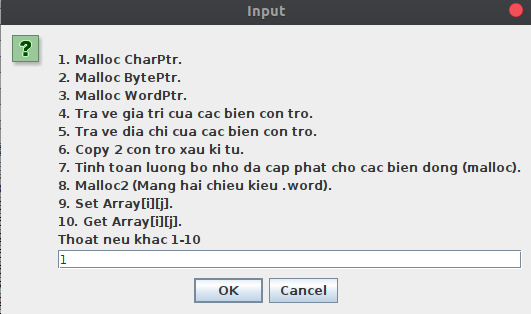 Input
?
1. Malloc CharPtr.
2. Malloc BytePtr.
3. Malloc WordPtr.
4. Tra ve gia tri cua cac bien con tro.
5. Tra ve dia chi cua cac bien con tro.
6. Copy 2 con tro xau ki tu.
7. Tinh toan luong bo nho da cap phat cho cac bien dong (malloc).
8. Malloc2 (Mang hai chieu kieu .word).
9. Set Array[i][j].
10. Get Array[i][j].
Thoat neu khac 1-10
1
OK Cancel